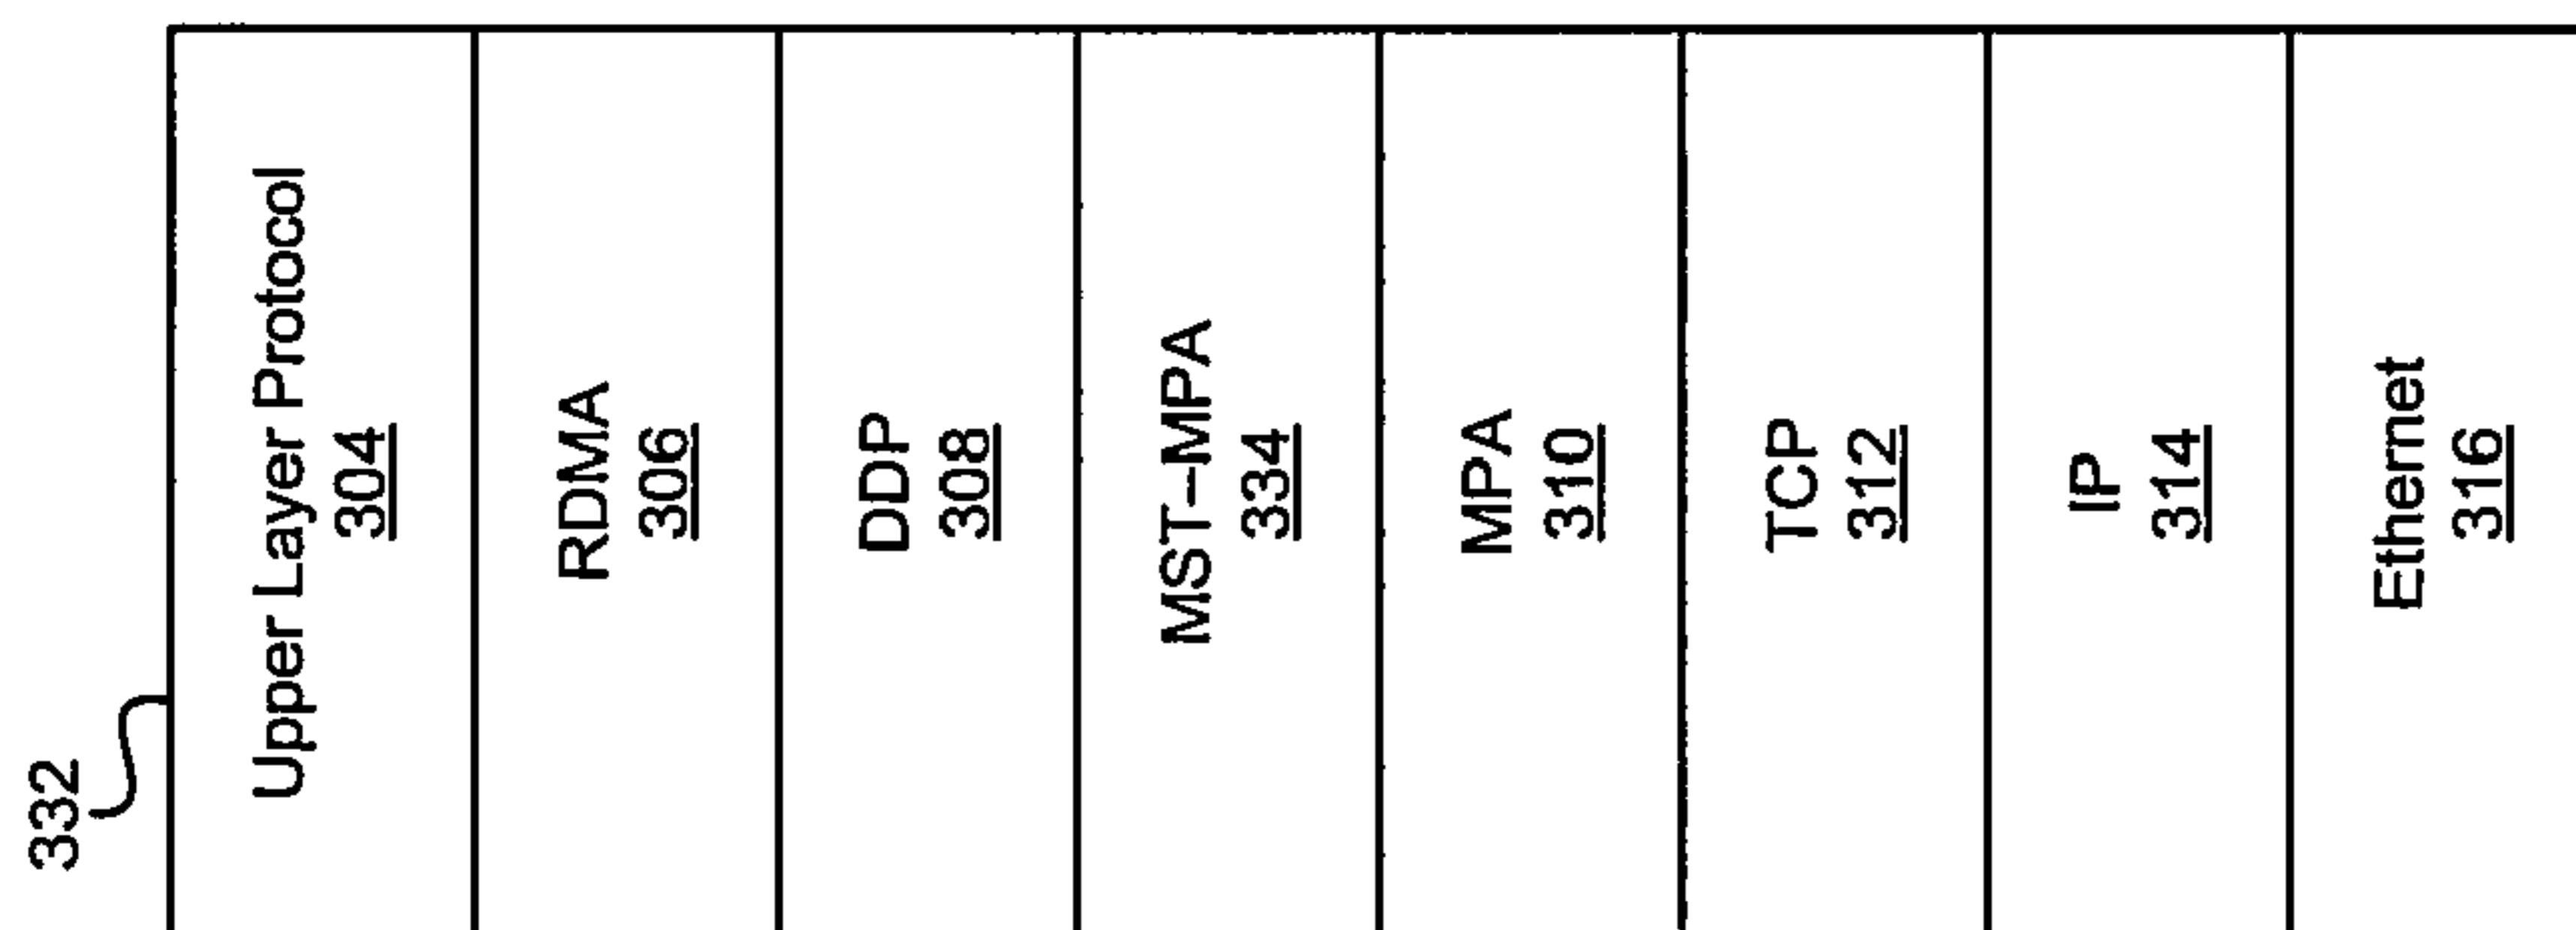 332
Upper Layer Protocol
304
RDMA
306
DDP
308
MST–MPA
334
MPA
310
TCP
312
IP
314
Ethernet
316